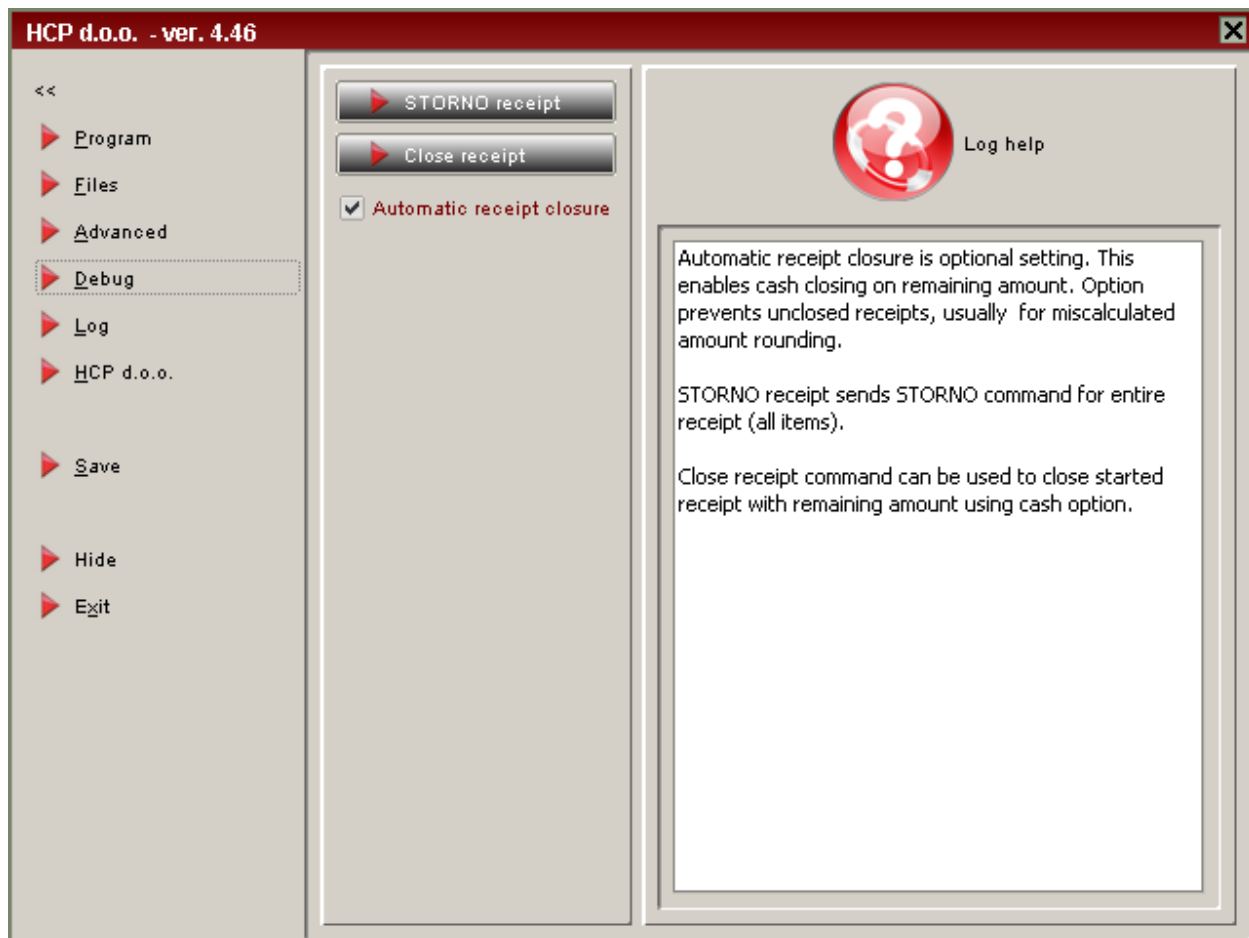 HCP d.o.o. - ver. 4.46
<<
Program
Files
Advanced
Debug
Log
HCP d.o.o.
Save
Hide
Exit
STORNO receipt
Close receipt
Automatic receipt closure
Log help
Automatic receipt closure is optional setting. This
enables cash closing on remaining amount. Option
prevents unclosed receipts, usually  for miscalculated
amount rounding.
STORNO receipt sends STORNO command for entire
receipt (all items).
Close receipt command can be used to close started
receipt with remaining amount using cash option.